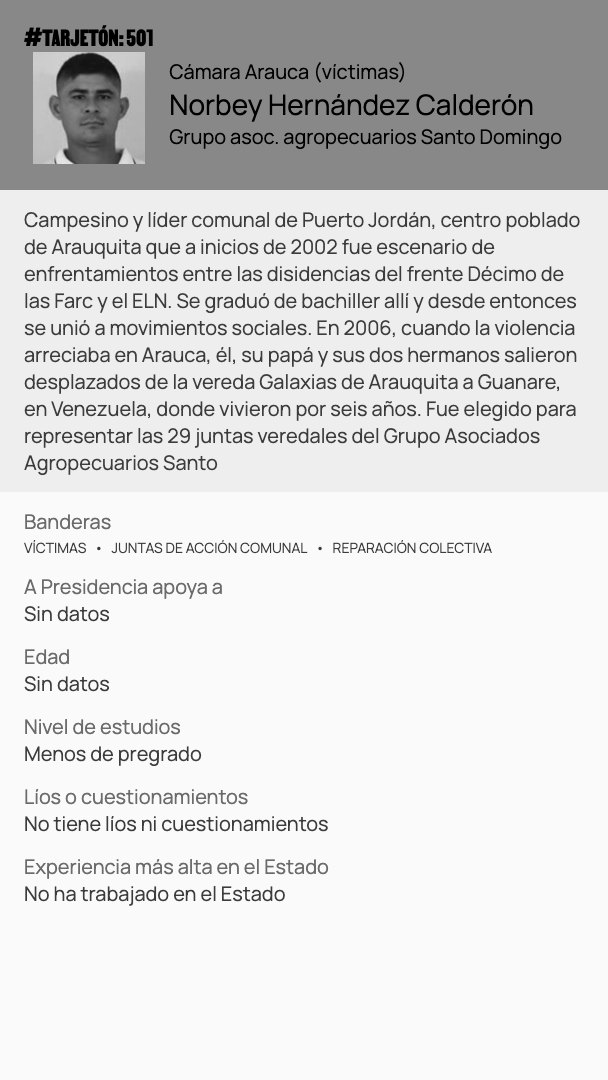 #TARJETÓN: 501
Cámara Arauca (víctimas)
Norbey Hernández Calderón
Grupo asoc. agropecuarios Santo Domingo
Campesino y líder comunal de Puerto Jordán, centro poblado
de Arauquita que a inicios de 2002 fue escenario de
enfrentamientos entre las disidencias del frente Décimo de
las Farc y el ELN. Se graduó de bachiller allí y desde entonces
se unió a movimientos sociales. En 2006, cuando la violencia
arreciaba en Arauca, él, su papá y sus dos hermanos salieron
desplazados de la vereda Galaxias de Arauquita a Guanare,
en Venezuela, donde vivieron por seis años. Fue elegido para
representar las 29 juntas veredales del Grupo Asociados
Agropecuarios Santo
Banderas
VÍCTIMAS • JUNTAS DE ACCIÓN COMUNAL • REPARACIÓN COLECTIVA
A Presidencia apoya a
Sin datos
Edad
Sin datos
Nivel de estudios
Menos de pregrado
Líos o cuestionamientos
No tiene líos ni cuestionamientos
Experiencia más alta en el Estado
No ha trabajado en el Estado